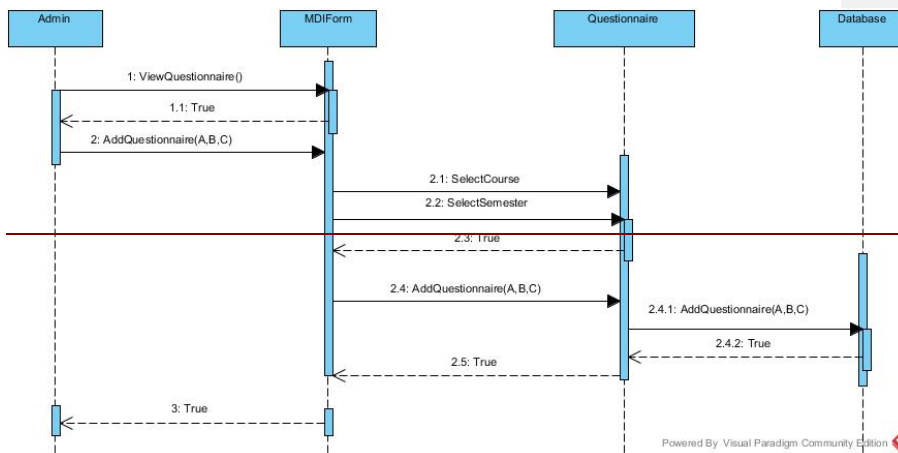 Admin
MDIForm
Questionnaire
Database
1: ViewQuestionnaire()
1.1: True
2: AddQuestionnaire(A,B,C)
2.1: SelectCourse
2.2: SelectSemester
2.3: True
2.4: AddQuestionnaire(A,B,C)
2.4.1: AddQuestionnaire(A,B,C)
2.4.2: True
2.5: True
3: True
Powered By Visual Paradigm Community Edition